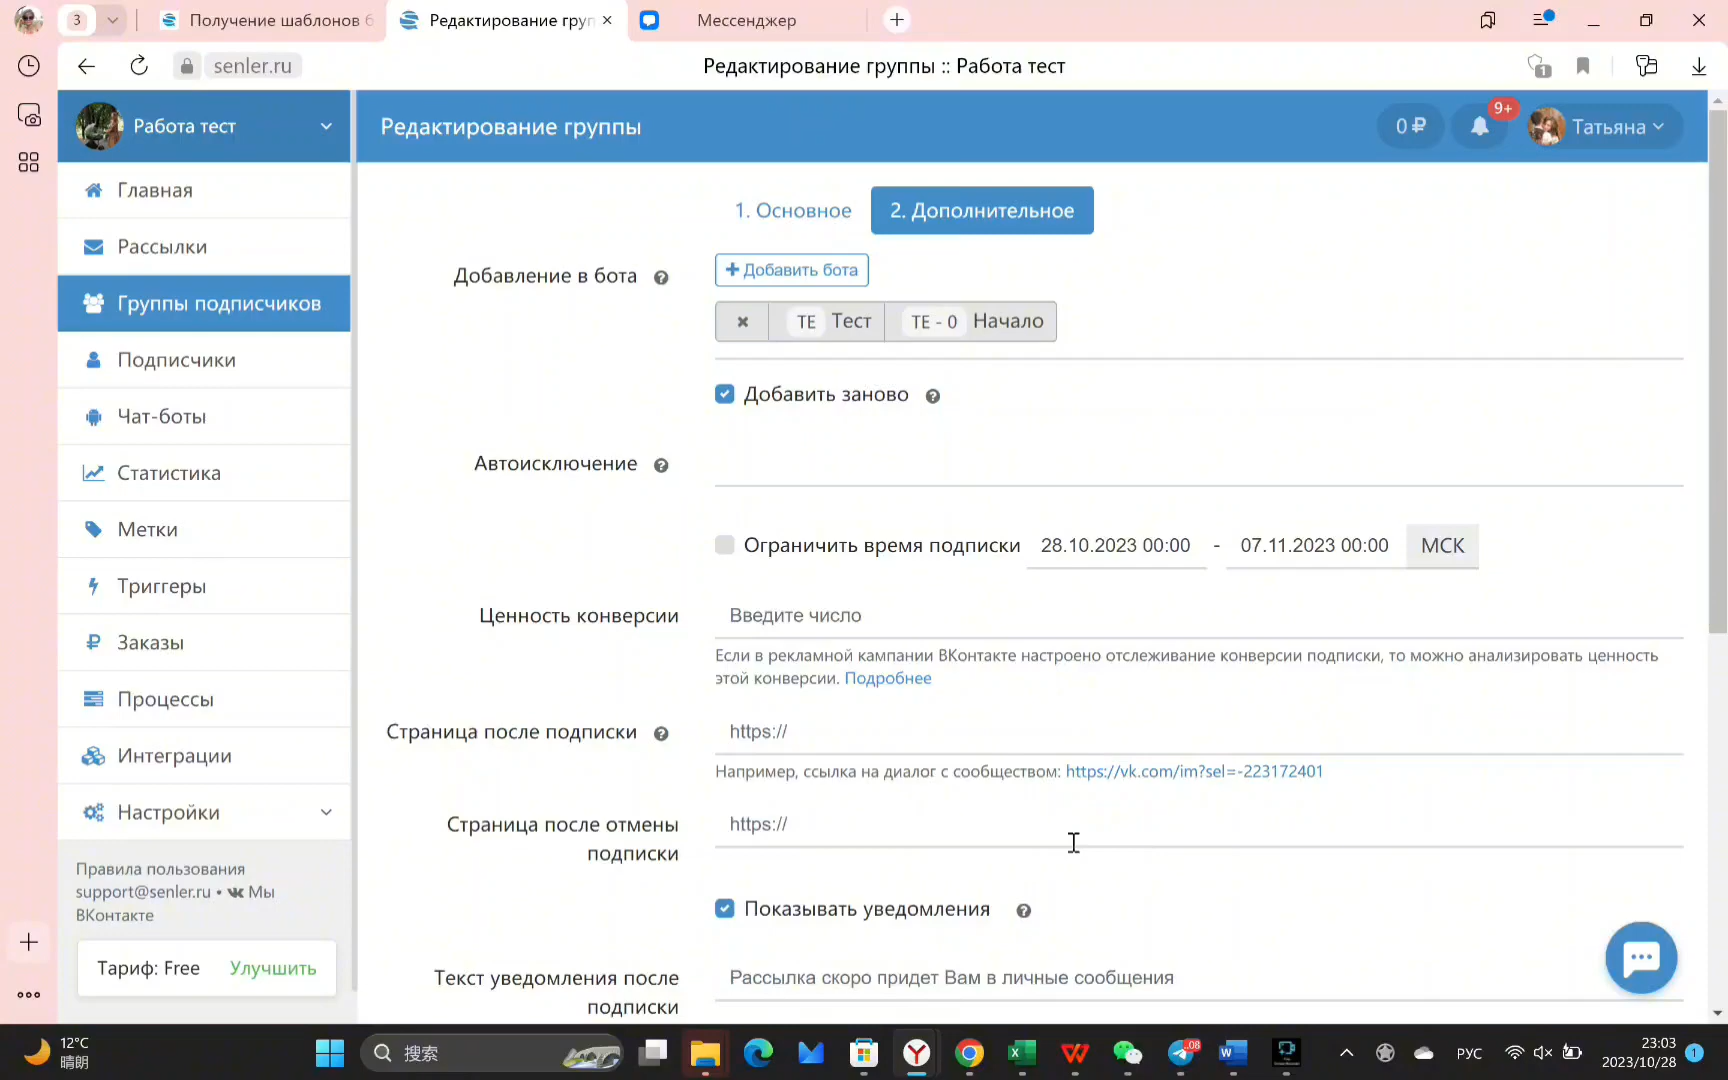 3
Получение шаблонов
Редактирование груп
Мессенджер
senler.ru
Редактирование группы :: Работа тест
1
Работа тест
Редактирование группы
0 ₽
9+
Татьяна
Главная
Рассылки
Группы подписчиков
Подписчики
Чат-боты
Статистика
Метки
Триггеры
Заказы
Процессы
Интеграции
Настройки
Правила пользования
support@senler.ru • Мы
ВКонтакте
Тариф: Free Улучшить
1. Основное
2. Дополнительное
Добавление в бота
Добавить бота
TE Тест TE - 0 Начало
Добавить заново
Автоисключение
Ограничить время подписки 28.10.2023 00:00 - 07.11.2023 00:00 МСК
Ценность конверсии
Введите число
Если в рекламной кампании ВКонтакте настроено отслеживание конверсии подписки, то можно анализировать ценность
этой конверсии. Подробнее
Страница после подписки
https://
Например, ссылка на диалог с сообществом: https://vk.com/im?sel=-223172401
Страница после отмены
подписки
https://
Показывать уведомления
Текст уведомления после
подписки
Рассылка скоро придет Вам в личные сообщения
12°C
晴朗
搜索
РУС
23:03
2023/10/28
1